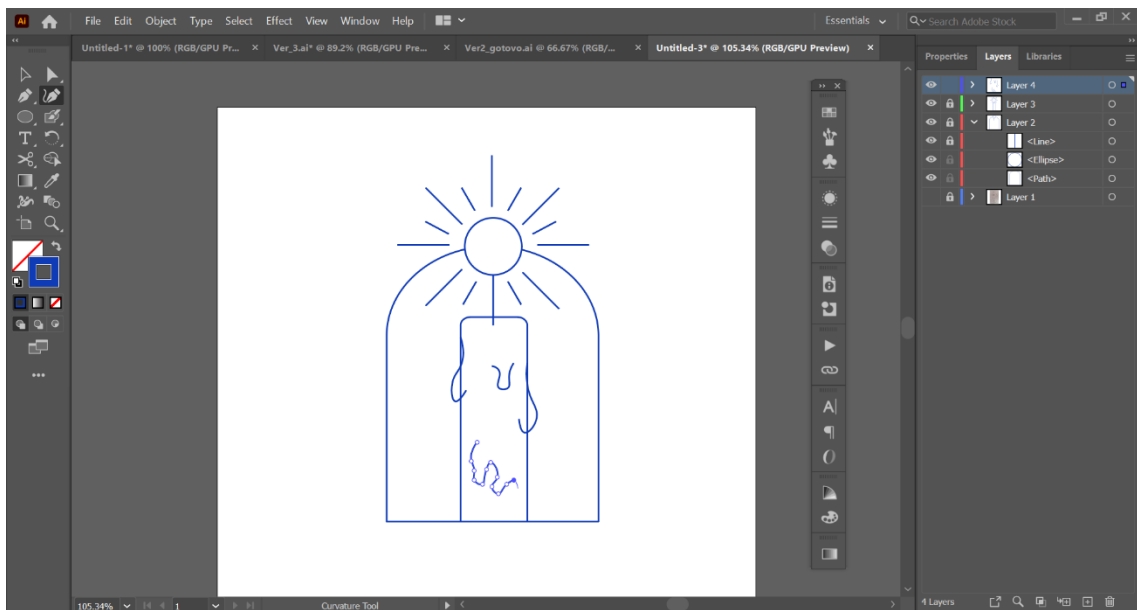 Ai File Edit Object Type Select Effect View Window Help Essentials Search Adobe Stock
Untitled-1* @ 100% (RGB/GPU Pr... × Ver_3.ai* @ 89.2% (RGB/GPU Pre... × Ver2_gotovo.ai @ 66.67% (RGB/... × Untitled-3* @ 105.34% (RGB/GPU Preview) ×
Properties Layers Libraries
Layer 4
Layer 3
Layer 2
<Line>
<Ellipse>
<Path>
Layer 1
105.34% 1 Curvature Tool
4 Layers